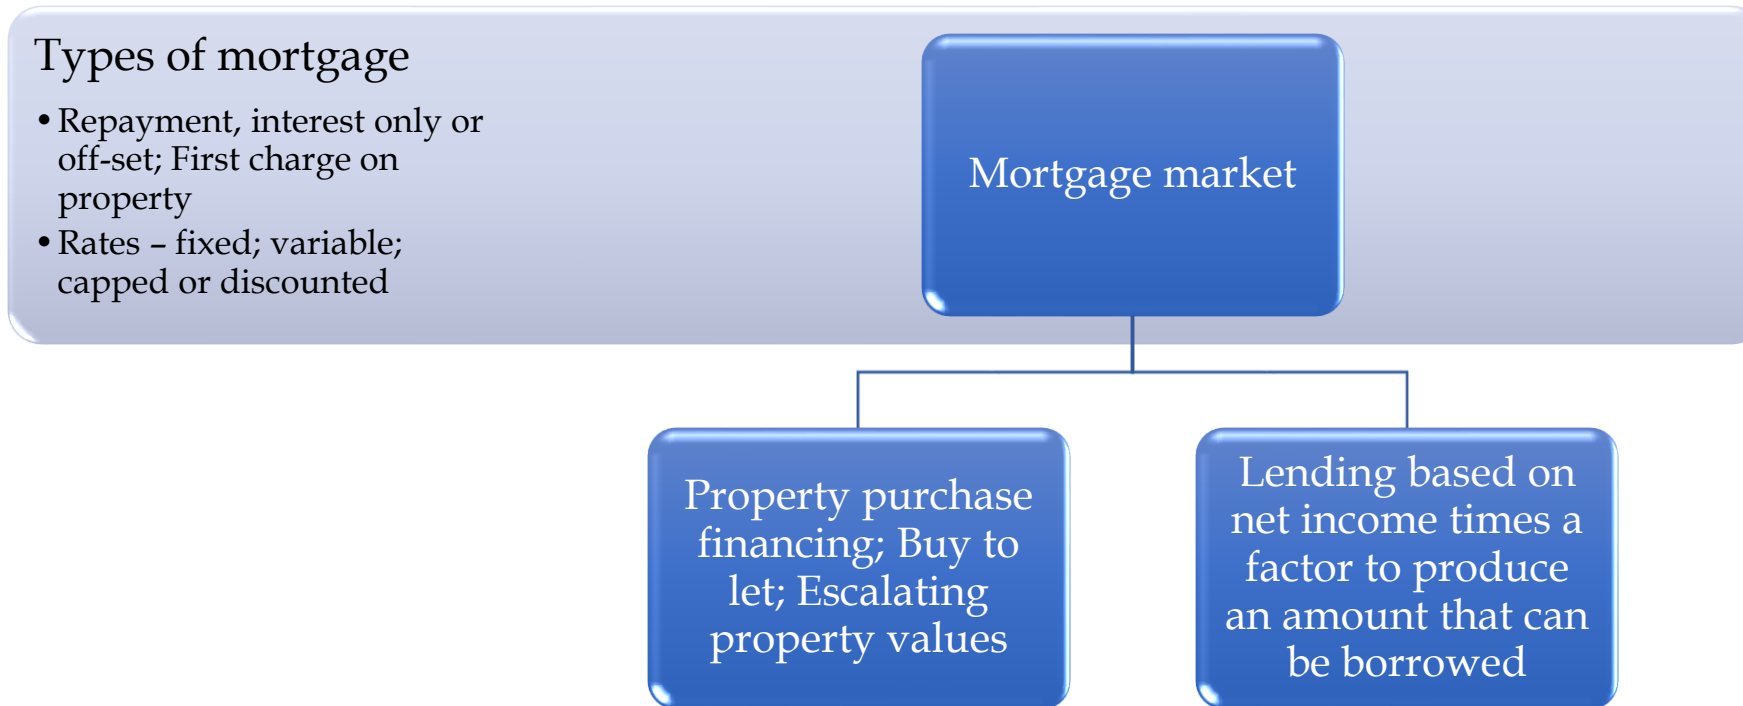 Types of mortgage
• Repayment, interest only or
off-set; First charge on
property
• Rates – fixed; variable;
capped or discounted
Mortgage market
Property purchase
financing; Buy to
let; Escalating
property values
Lending based on
net income times a
factor to produce
an amount that can
be borrowed